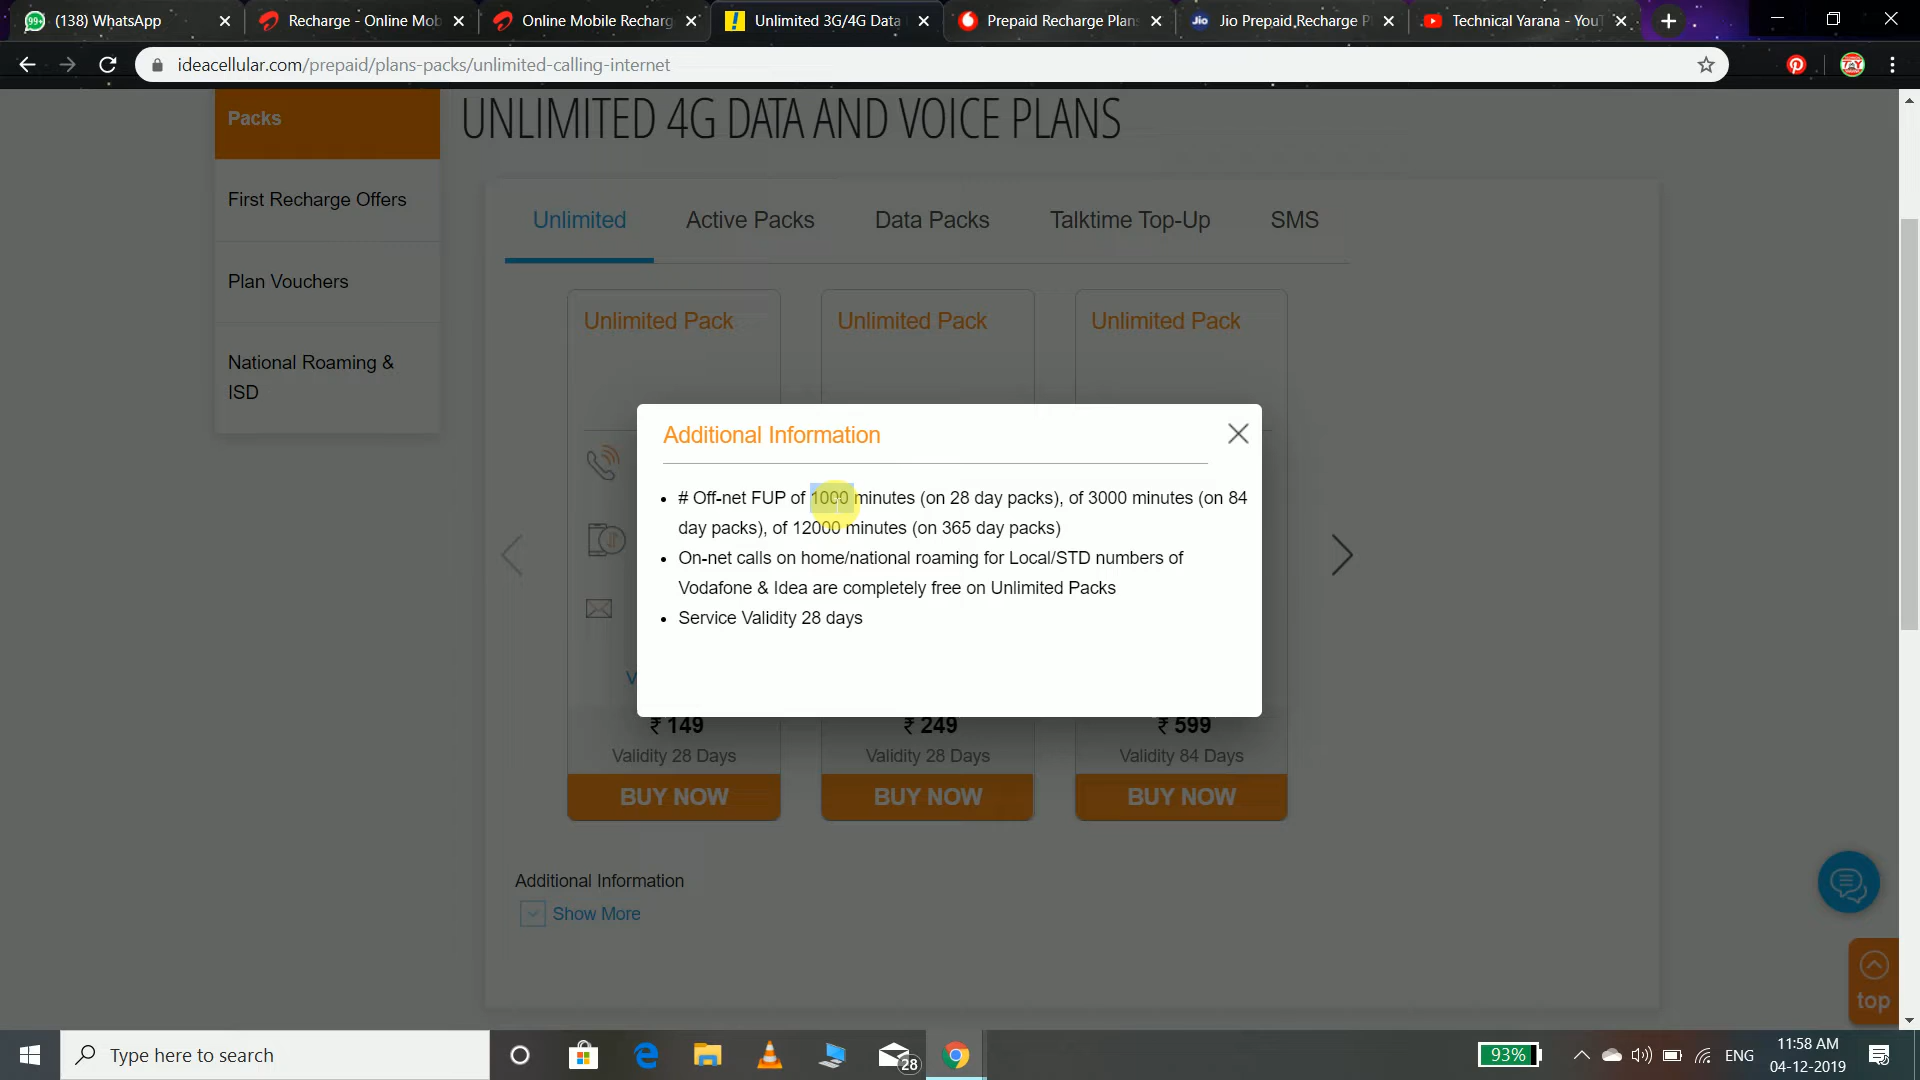 (138) WhatsApp
Recharge - Online Mob
Online Mobile Recharg
Unlimited 3G/4G Data
Prepaid Recharge Plans
Jio Prepaid,Recharge P
Technical Yarana - YouT
ideacellular.com/prepaid/plans-packs/unlimited-calling-internet
Packs
UNLIMITED 4G DATA AND VOICE PLANS
First Recharge Offers
Plan Vouchers
National Roaming &
ISD
Unlimited
Active Packs
Data Packs
Talktime Top-Up
SMS
Unlimited Pack
Unlimited Pack
Unlimited Pack
Additional Information
# Off-net FUP of 1000 minutes (on 28 day packs), of 3000 minutes (on 84
day packs), of 12000 minutes (on 365 day packs)
On-net calls on home/national roaming for Local/STD numbers of
Vodafone & Idea are completely free on Unlimited Packs
Service Validity 28 days
₹ 149
₹ 249
₹ 599
Validity 28 Days
Validity 28 Days
Validity 84 Days
BUY NOW
BUY NOW
BUY NOW
Additional Information
Show More
top
Type here to search
28
93%
ENG
11:58 AM
04-12-2019